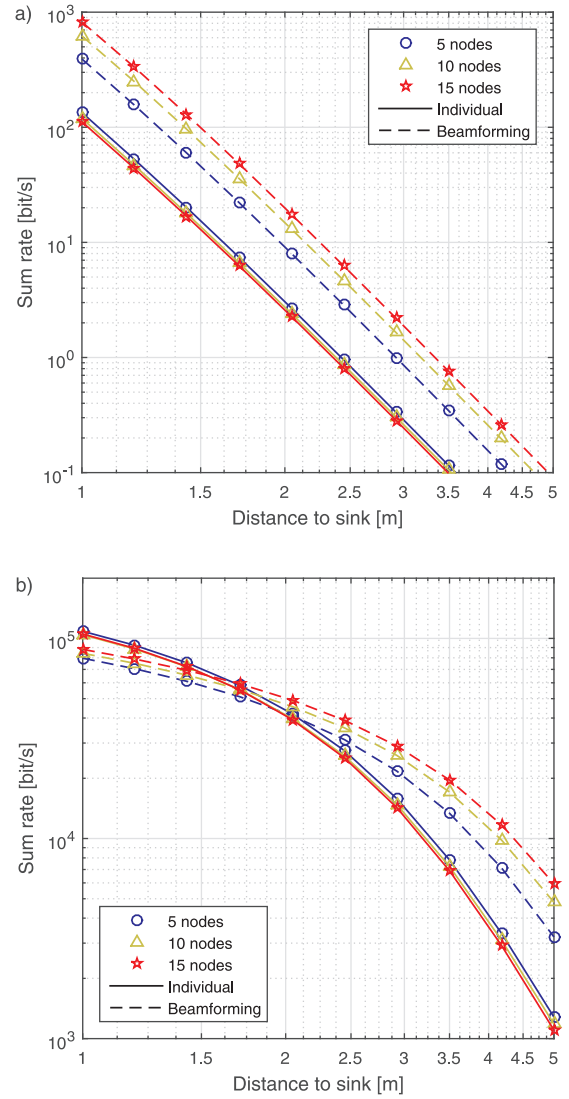 a)
10^3
10^2
10^1
10^0
10^-1
Sum rate [bit/s]
5 nodes
10 nodes
15 nodes
Individual
Beamforming
1 1.5 2 2.5 3 3.5 4 4.5 5
Distance to sink [m]
b)
10^5
10^4
10^3
Sum rate [bit/s]
5 nodes
10 nodes
15 nodes
Individual
Beamforming
1 1.5 2 2.5 3 3.5 4 4.5 5
Distance to sink [m]